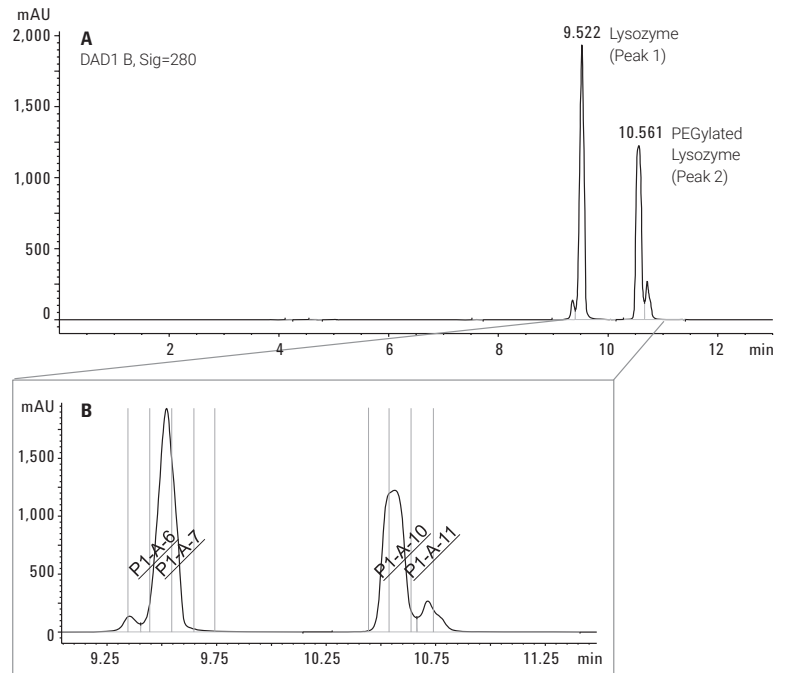 mAU
2,000
A
DAD1 B, Sig=280
9.522 Lysozyme
(Peak 1)
1,500
10.561 PEGylated
Lysozyme
(Peak 2)
1,000
500
0
2 4 6 8 10 12 min
mAU
B
1,500
1,000
P1-A-6
P1-A-7
P1-A-10
P1-A-11
500
0
9.25 9.75 10.25 10.75 11.25 min